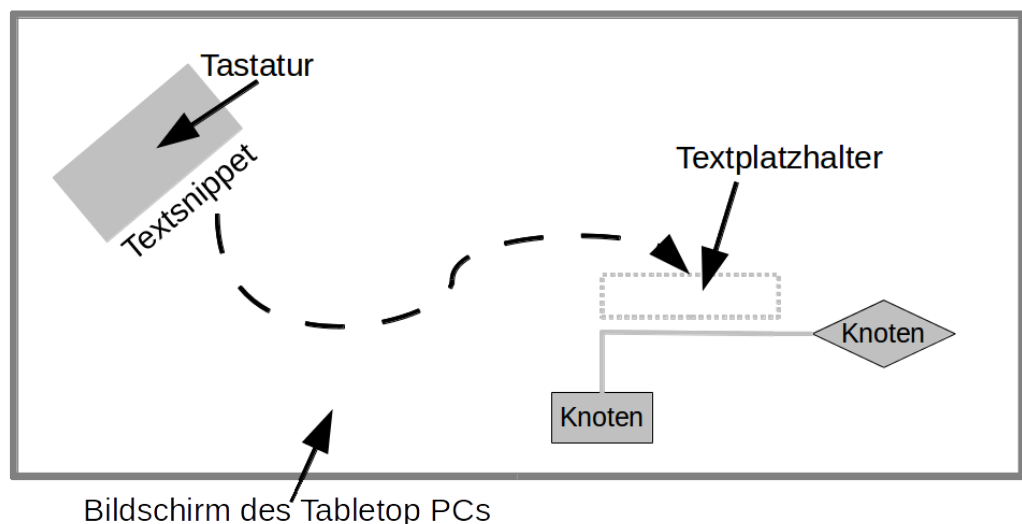 Tastatur
Textsnippet
Textplatzhalter
Knoten
Knoten
Bildschirm des Tabletop PCs